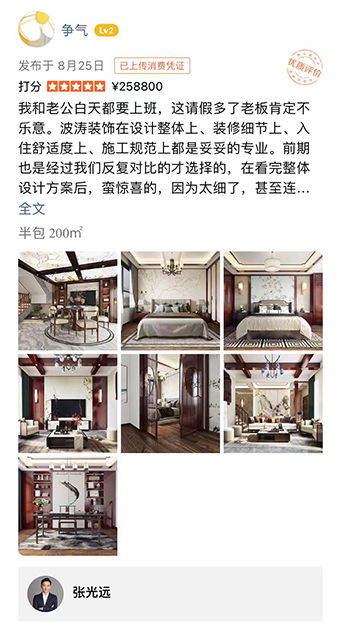 争气 Lv2
发布于 8月25日 已上传消费凭证
优质评价
打分 ¥258800
我和老公白天都要上班，这请假多了老板肯定不
乐意。波涛装饰在设计整体上、装修细节上、入
住舒适度上、施工规范上都是妥妥的专业。前期
也是经过我们反复对比的才选择的，在看完整体
设计方案后，蛮惊喜的，因为太细了，甚至连...
全文
半包 200㎡
张光远